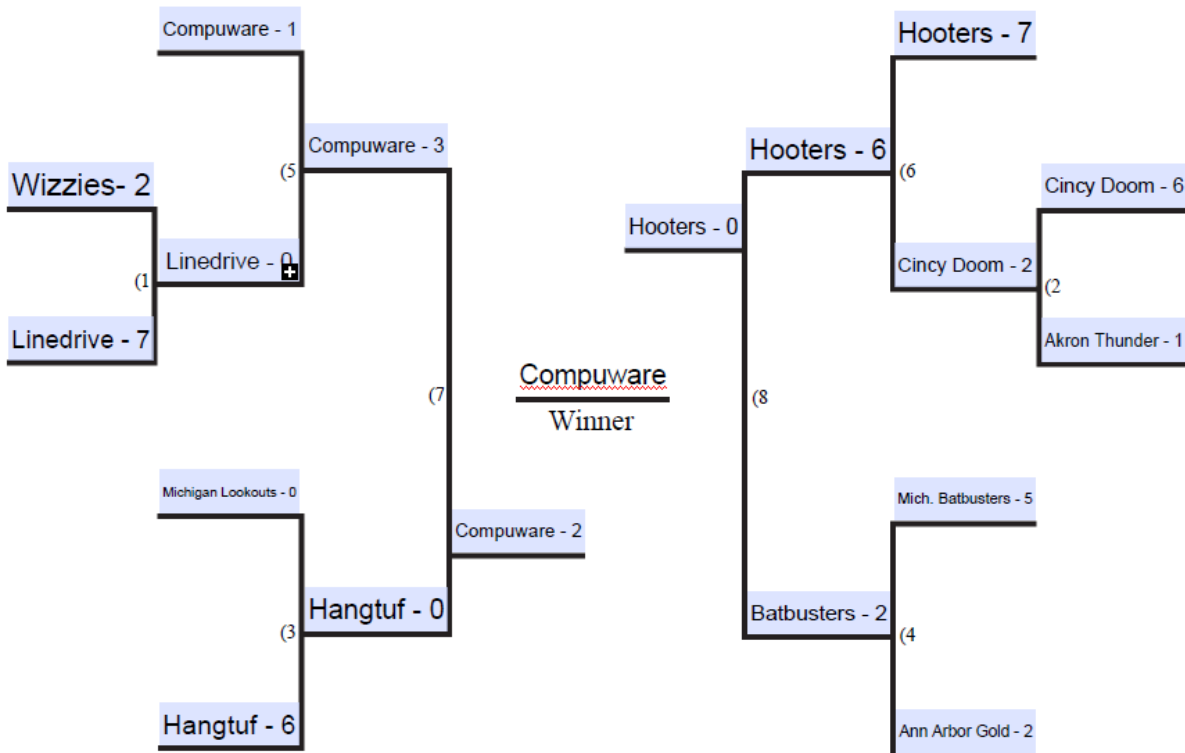 Compuware - 1
Hooters - 7
Compuware - 3
Hooters - 6
(5
(6
Wizzies- 2
Cincy Doom - 6
Hooters - 0
Linedrive - 0
Cincy Doom - 2
(1
(2
Linedrive - 7
Akron Thunder - 1
Compuware
(7
(8
Winner
Michigan Lookouts - 0
Mich. Batbusters - 5
Compuware - 2
Hangtuf - 0
Batbusters - 2
(3
(4
Hangtuf - 6
Ann Arbor Gold - 2